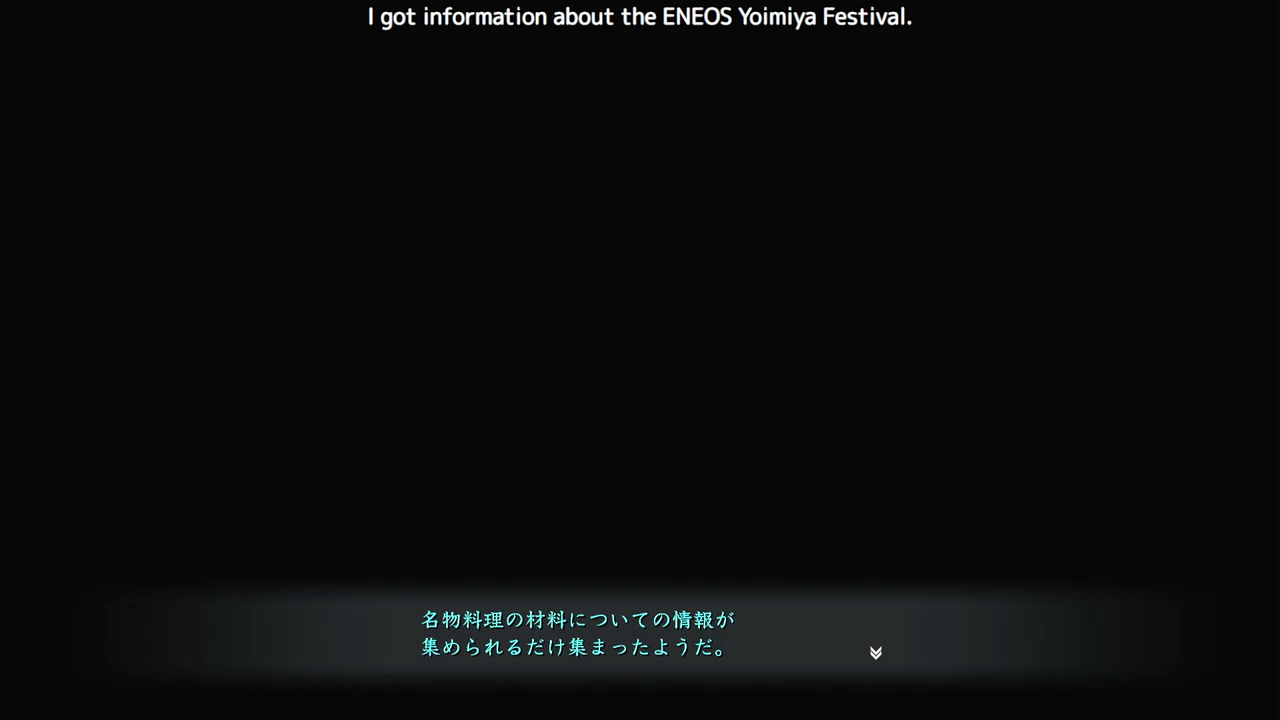 I got information about the ENEOS Yoimiya Festival.
名物料理の材料についての情報が
集められるだけ集まったようだ。